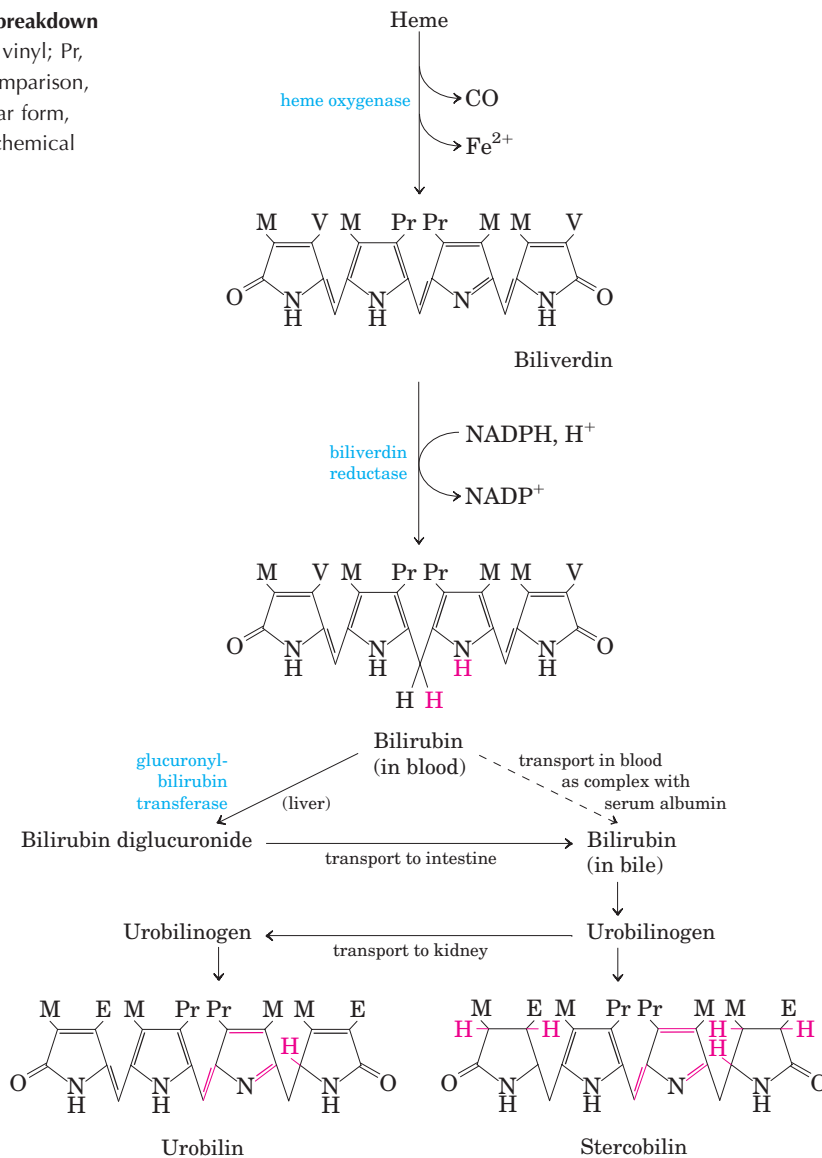 breakdown
vinyl; Pr,
mparison,
ar form,
chemical
Heme
heme oxygenase
CO
Fe2+
M V M Pr Pr M M V
O N H N H N N H O
Biliverdin
biliverdin
reductase
NADPH, H+
NADP+
M V M Pr Pr M M V
O N H N H N H N H O
H H
Bilirubin
(in blood)
glucuronyl-
bilirubin
transferase
(liver)
transport in blood
as complex with
serum albumin
Bilirubin diglucuronide
transport to intestine
Bilirubin
(in bile)
Urobilinogen
transport to kidney
Urobilinogen
M E M Pr Pr M M E
H
O N H N H N N H O
Urobilin
M E M Pr Pr M M E
H H H H
H
O N H N H N N H O
Stercobilin